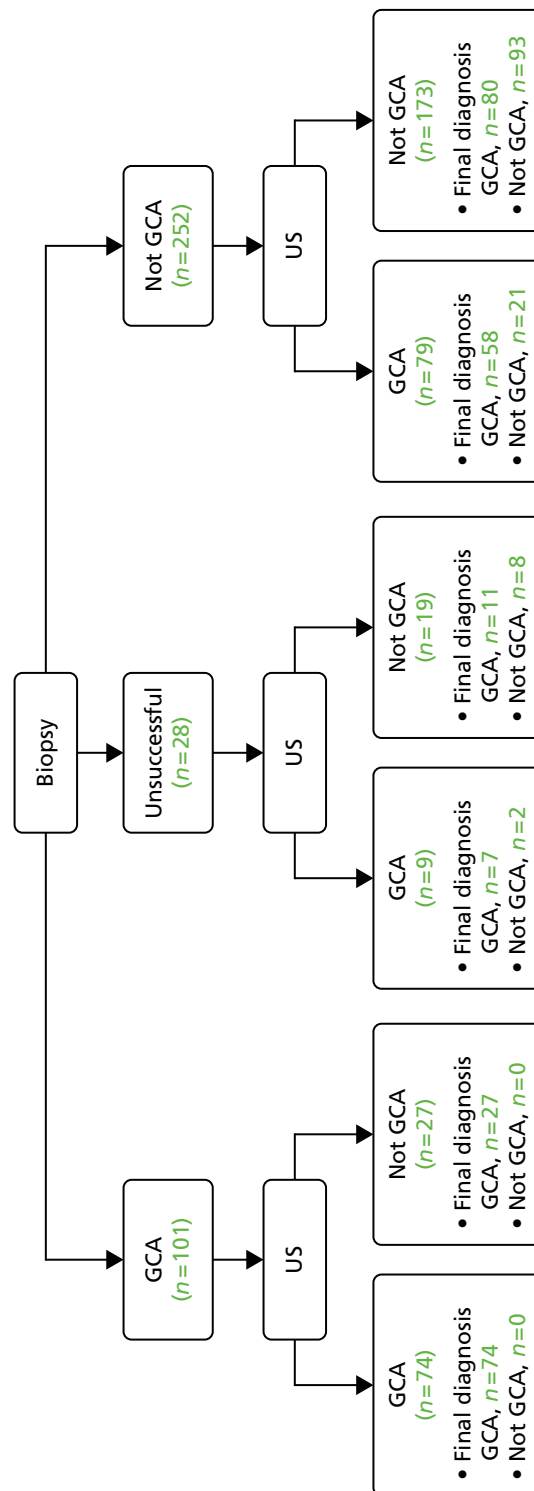 Biopsy
GCA
(n=101)
Unsuccessful
(n=28)
Not GCA
(n=252)
US
US
US
GCA
(n=74)
• Final diagnosis
GCA, n=74
• Not GCA, n=0
Not GCA
(n=27)
• Final diagnosis
GCA, n=27
• Not GCA, n=0
GCA
(n=9)
• Final diagnosis
GCA, n=7
• Not GCA, n=2
Not GCA
(n=19)
• Final diagnosis
GCA, n=11
• Not GCA, n=8
GCA
(n=79)
• Final diagnosis
GCA, n=58
• Not GCA, n=21
Not GCA
(n=173)
• Final diagnosis
GCA, n=80
• Not GCA, n=93